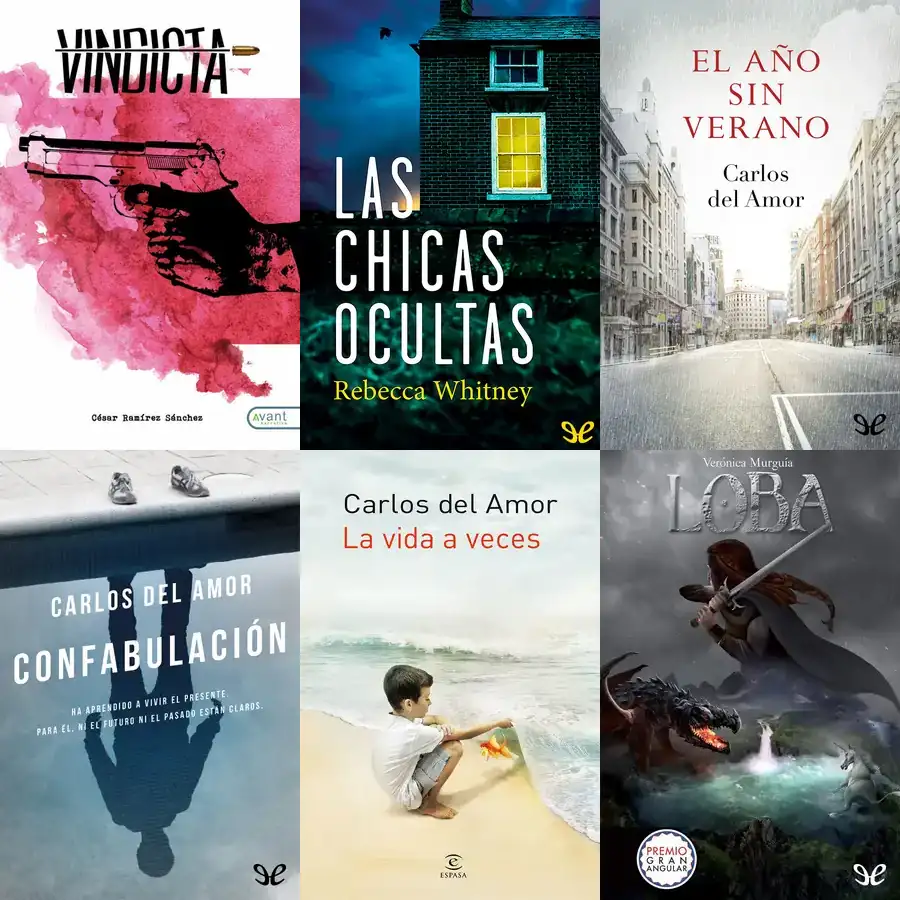 VINDICTA
César Ramírez Sánchez
Avant
LAS
CHICAS
OCULTAS
Rebecca Whitney
EL AÑO
SIN
VERANO
Carlos
del Amor
CARLOS DEL AMOR
CONFABULACIÓN
HA APRENDIDO A VIVIR EL PRESENTE.
PARA ÉL, NI EL FUTURO NI EL PASADO ESTÁN CLAROS.
Carlos del Amor
La vida a veces
ESPASA
Verónica Murguía
LOBA
PREMIO
GRAN
ANGULAR